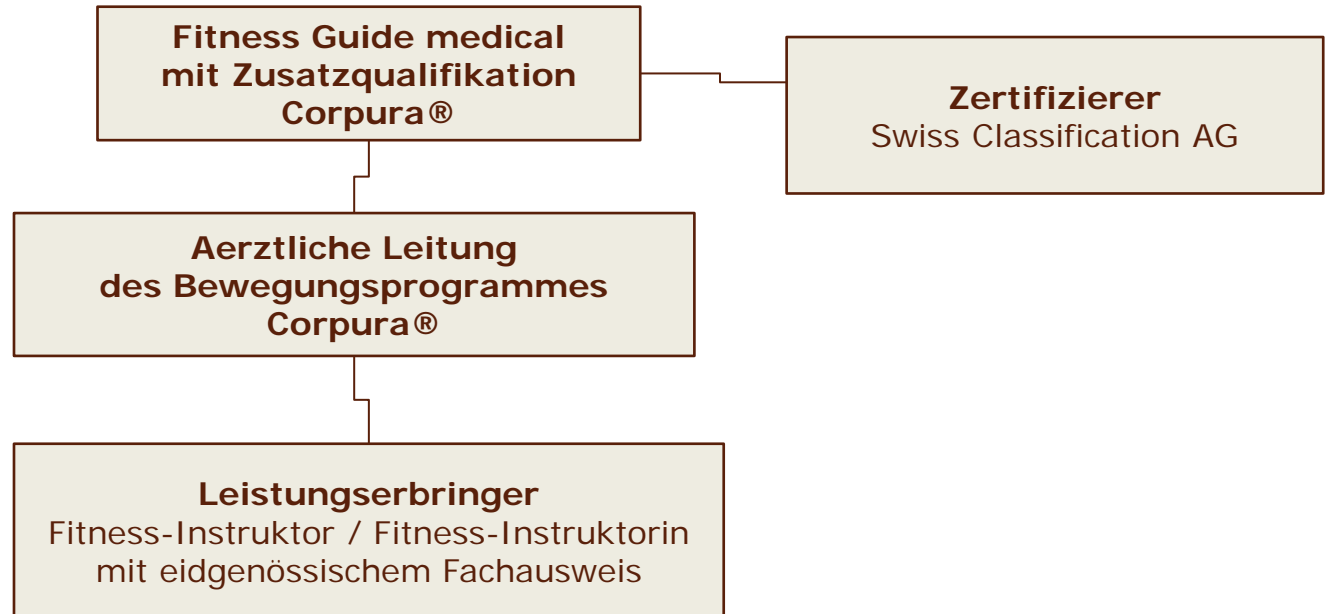 Fitness Guide medical
mit Zusatzqualifikation
Corpura®
Zertifizierer
Swiss Classification AG
Aerztliche Leitung
des Bewegungsprogrammes
Corpura®
Leistungserbringer
Fitness-Instruktor / Fitness-Instruktorin
mit eidgenössischem Fachausweis